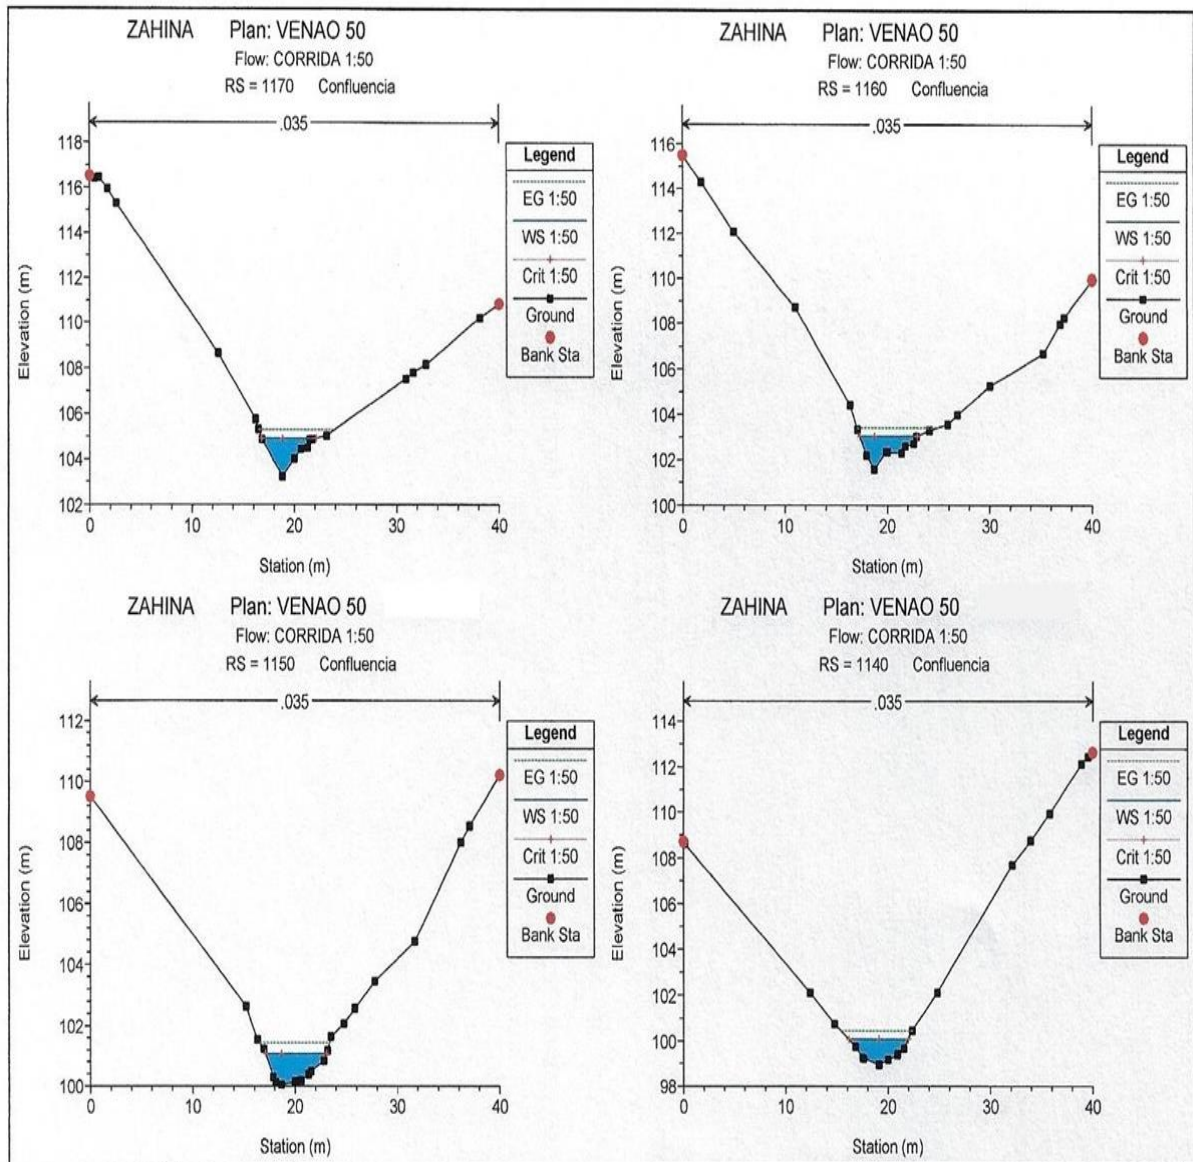 ZAHINA Plan: VENAO 50
Flow: CORRIDA 1:50
RS = 1170 Confluencia
.035
118
116
114
112
110
108
106
104
102
Elevation (m)
0 10 20 30 40
Station (m)
Legend
EG 1:50
WS 1:50
Crit 1:50
Ground
Bank Sta
ZAHINA Plan: VENAO 50
Flow: CORRIDA 1:50
RS = 1160 Confluencia
.035
116
114
112
110
108
106
104
102
100
Elevation (m)
0 10 20 30 40
Station (m)
Legend
EG 1:50
WS 1:50
Crit 1:50
Ground
Bank Sta
ZAHINA Plan: VENAO 50
Flow: CORRIDA 1:50
RS = 1150 Confluencia
.035
112
110
108
106
104
102
100
Elevation (m)
0 10 20 30 40
Station (m)
Legend
EG 1:50
WS 1:50
Crit 1:50
Ground
Bank Sta
ZAHINA Plan: VENAO 50
Flow: CORRIDA 1:50
RS = 1140 Confluencia
.035
114
112
110
108
106
104
102
100
98
Elevation (m)
0 10 20 30 40
Station (m)
Legend
EG 1:50
WS 1:50
Crit 1:50
Ground
Bank Sta